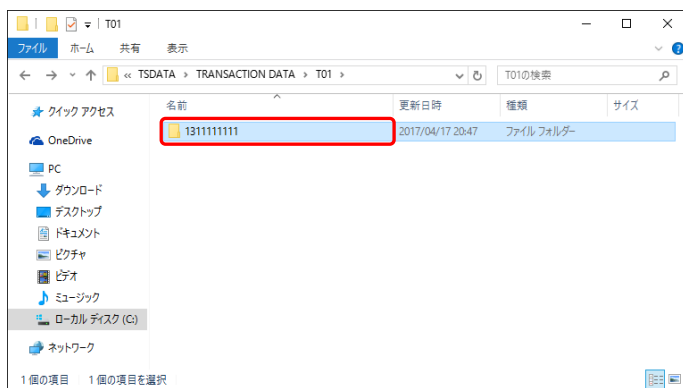 T01
ファイル ホーム 共有 表示
« TSDATA > TRANSACTION DATA > T01 > T01の検索
名前 更新日時 種類 サイズ
1311111111 2017/04/17 20:47 ファイル フォルダー
クイック アクセス
OneDrive
PC
ダウンロード
デスクトップ
ドキュメント
ピクチャ
ビデオ
ミュージック
ローカル ディスク (C:)
ネットワーク
1 個の項目 1 個の項目を選択